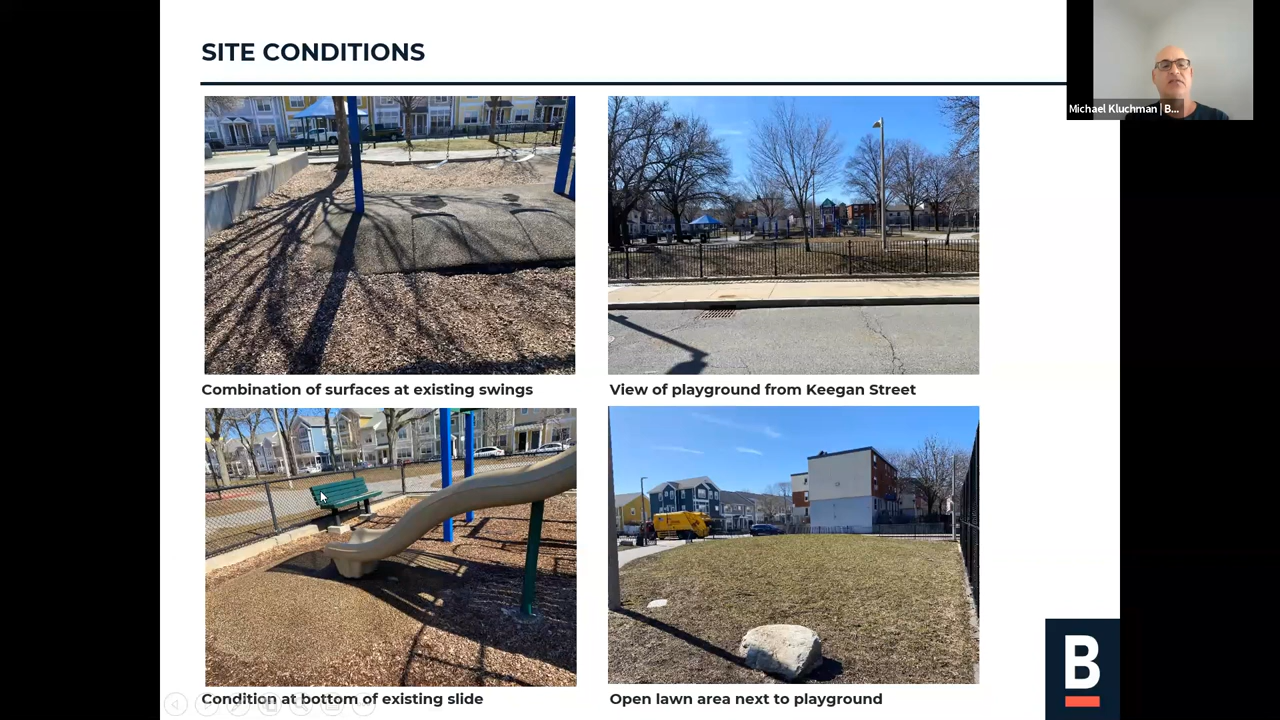 SITE CONDITIONS
Michael Kluchman | B...
Combination of surfaces at existing swings
View of playground from Keegan Street
Condition at bottom of existing slide
Open lawn area next to playground
B